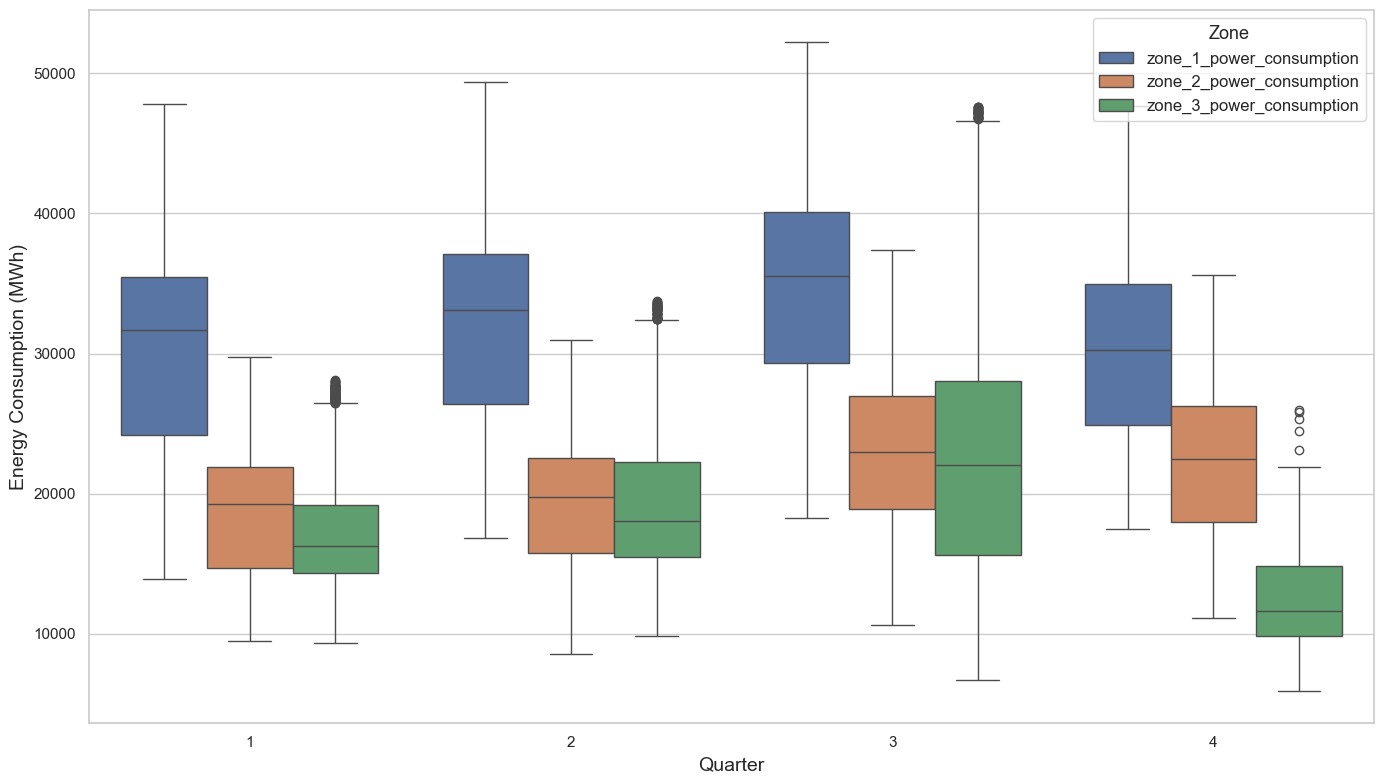 Zone
zone_1_power_consumption
zone_2_power_consumption
zone_3_power_consumption
Energy Consumption (MWh)
50000
40000
30000
20000
10000
1 2 3 4
Quarter